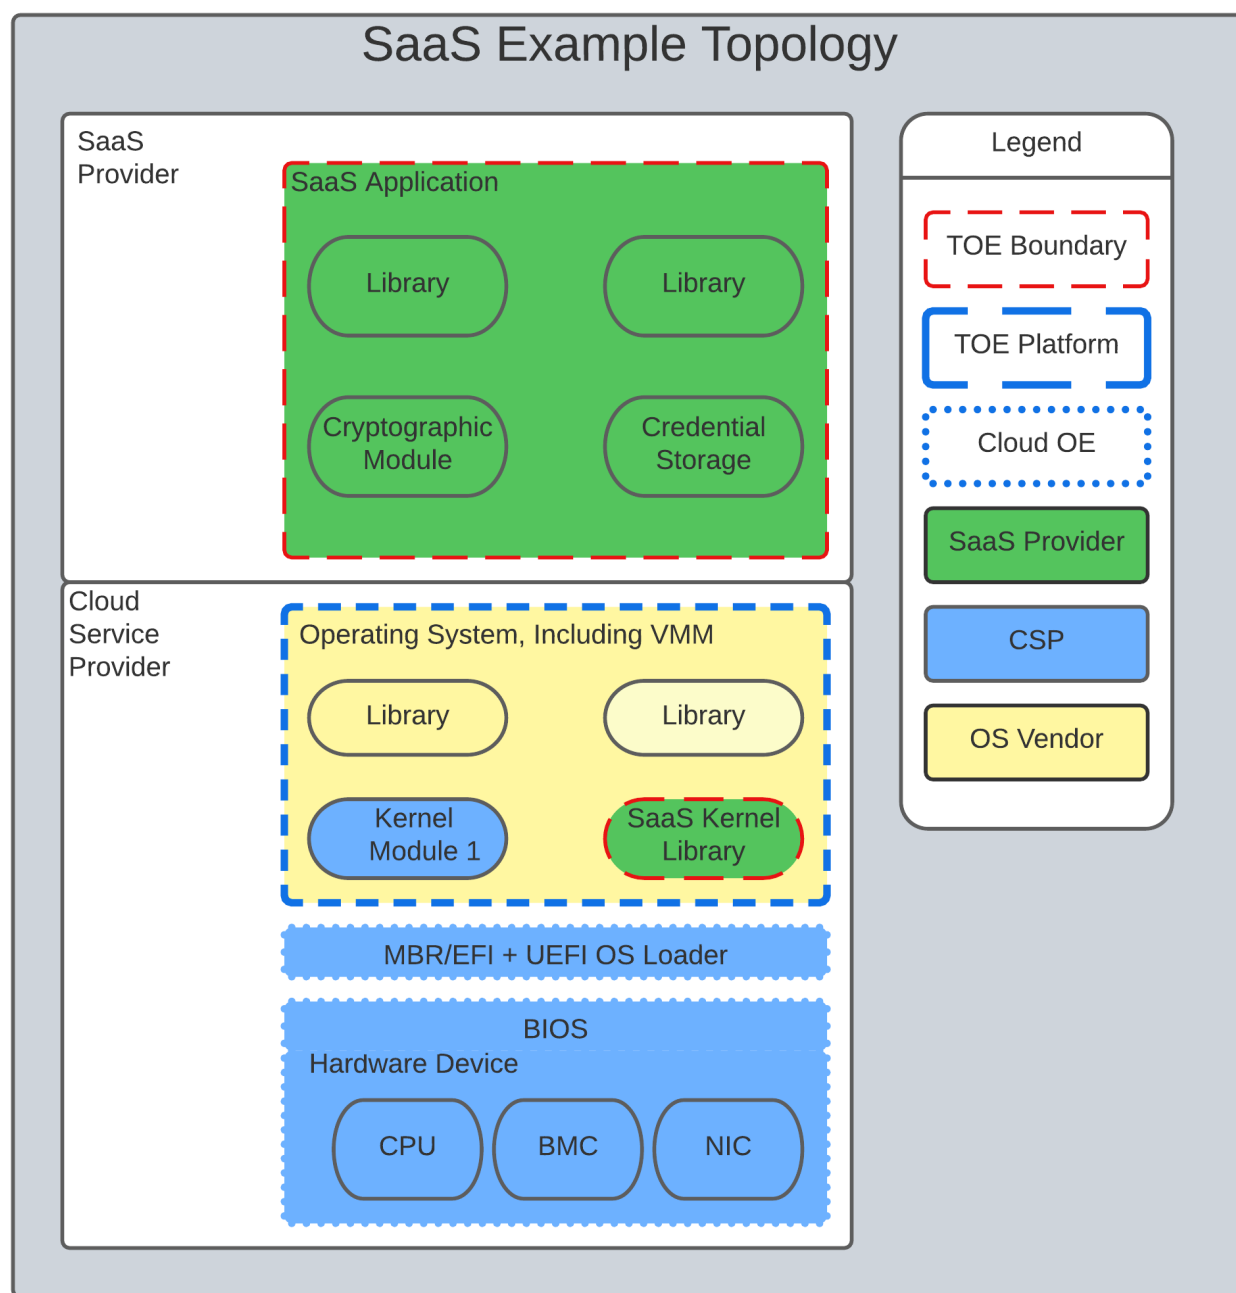 SaaS Example Topology
SaaS
Provider
SaaS Application
Library
Library
Cryptographic
Module
Credential
Storage
Cloud
Service
Provider
Operating System, Including VMM
Library
Library
Kernel
Module 1
SaaS Kernel
Library
MBR/EFI + UEFI OS Loader
BIOS
Hardware Device
CPU
BMC
NIC
Legend
TOE Boundary
TOE Platform
Cloud OE
SaaS Provider
CSP
OS Vendor